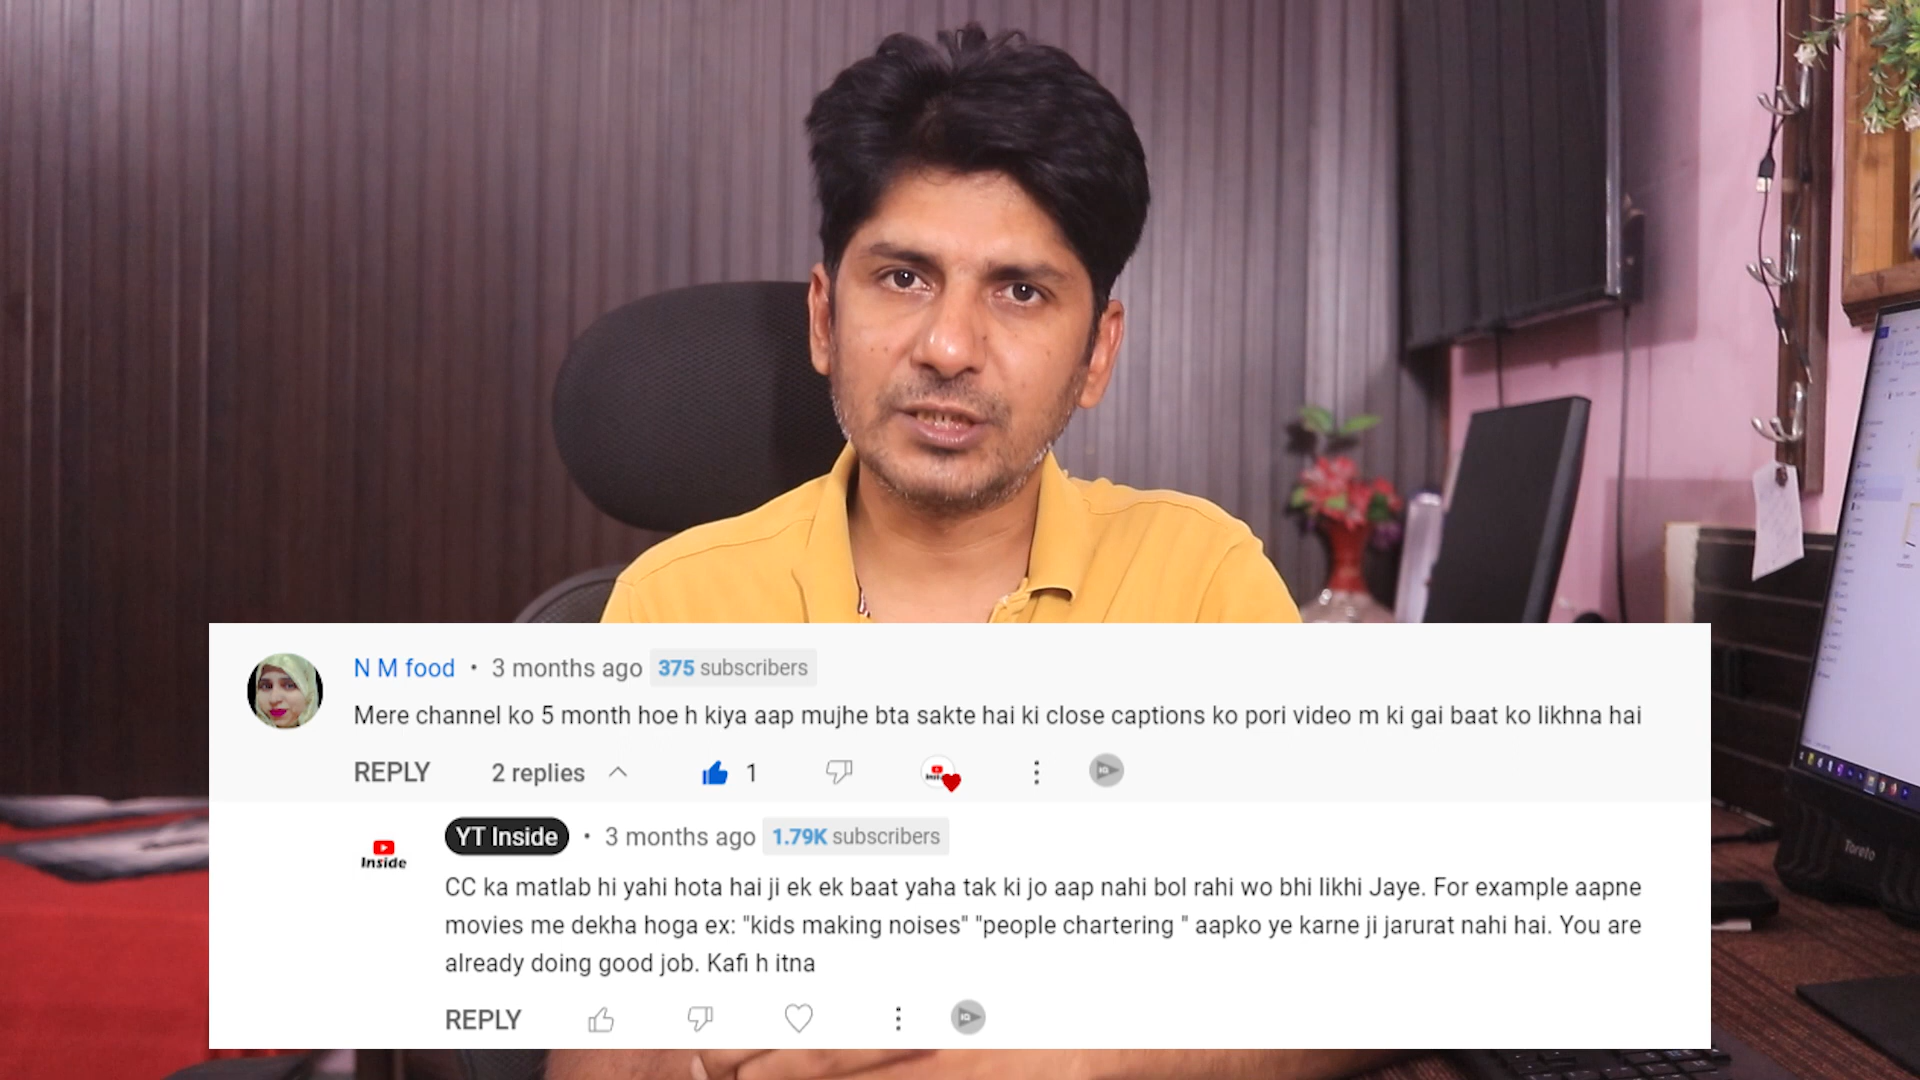 N M food • 3 months ago 375 subscribers
Mere channel ko 5 month hoe h kiya aap mujhe bta sakte hai ki close captions ko pori video m ki gai baat ko likhna hai
REPLY 2 replies 1
YT Inside • 3 months ago 1.79K subscribers
Inside
CC ka matlab hi yahi hota hai ji ek ek baat yaha tak ki jo aap nahi bol rahi wo bhi likhi Jaye. For example aapne
movies me dekha hoga ex: "kids making noises" "people chartering " aapko ye karne ji jarurat nahi hai. You are
already doing good job. Kafi h itna
REPLY
Toreto